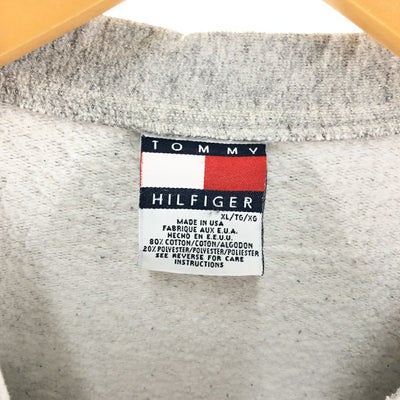 TOMMY
HILFIGER
XL/TG/XG
MADE IN USA
FABRIQUE AUX E.U.A.
HECHO EN E.E.U.U.
80% COTTON/COTON/ALGODON
20% POLYESTER/POLYESTER/POLIESTER
SEE REVERSE FOR CARE
INSTRUCTIONS